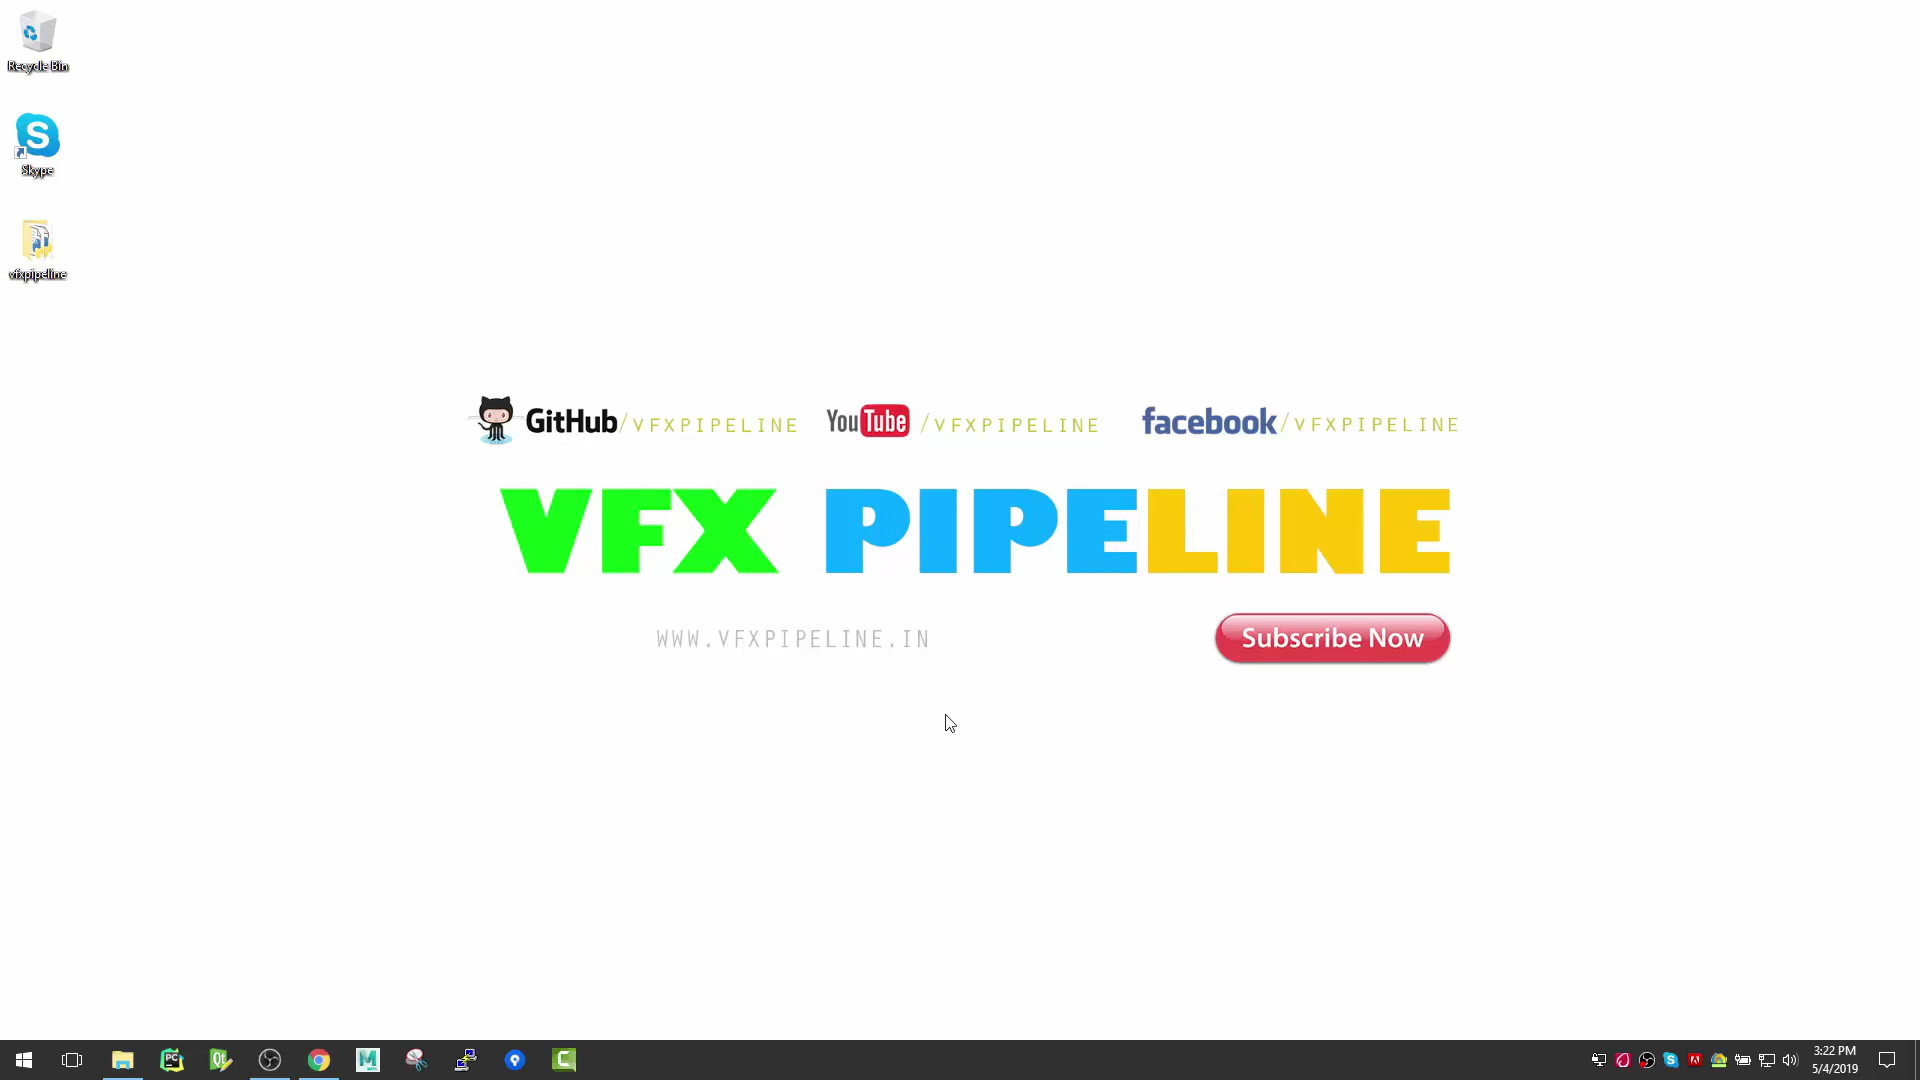 Recycle Bin
Skype
vfxpipeline
GitHub/VFXPIPELINE YouTube /VFXPIPELINE facebook/VFXPIPELINE
VFX PIPELINE
WWW.VFXPIPELINE.IN Subscribe Now
3:22 PM
5/4/2019